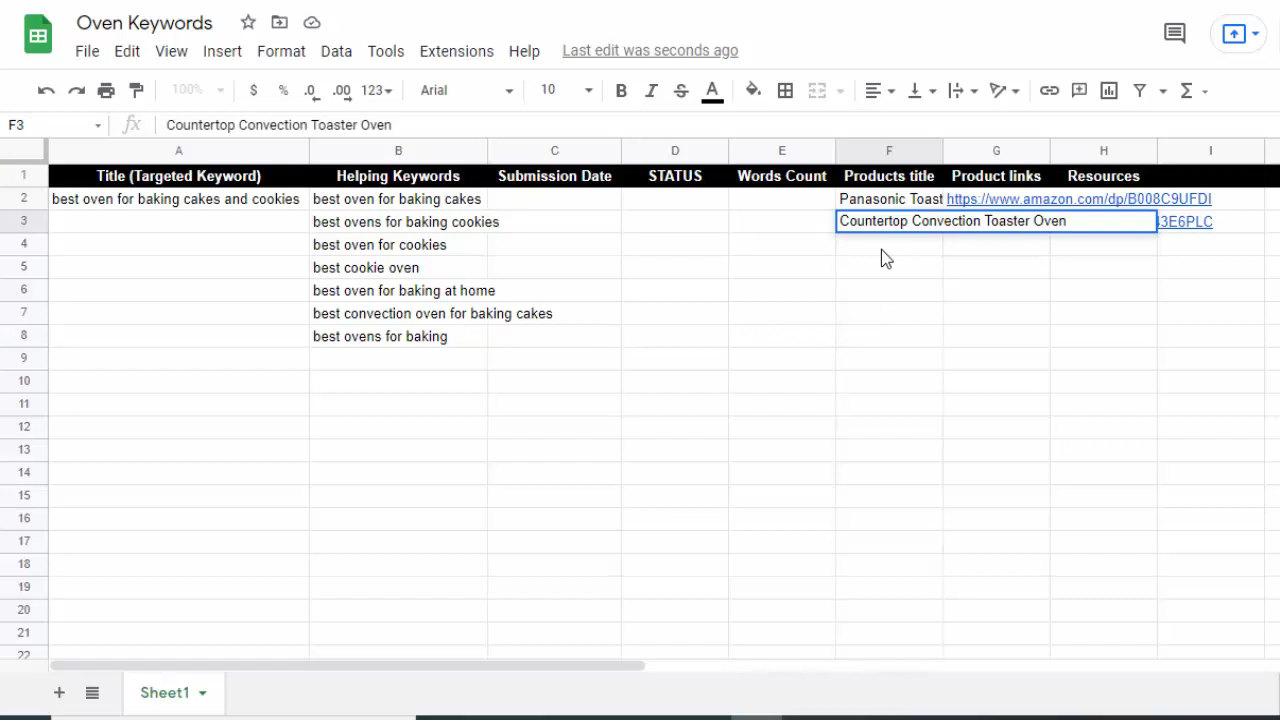 Oven Keywords
File Edit View Insert Format Data Tools Extensions Help Last edit was seconds ago
100% $ % .0 .00 123 Arial 10 B I S A Σ
F3 fx Countertop Convection Toaster Oven
A B C D E F G H I
1 Title (Targeted Keyword) Helping Keywords Submission Date STATUS Words Count Products title Product links Resources
2 best oven for baking cakes and cookies best oven for baking cakes Panasonic Toast https://www.amazon.com/dp/B008C9UFDI
3 best ovens for baking cookies Countertop Convection Toaster Oven 3E6PLC
4 best oven for cookies
5 best cookie oven
6 best oven for baking at home
7 best convection oven for baking cakes
8 best ovens for baking
9
10
11
12
13
14
15
16
17
18
19
20
21
22
+ Sheet1